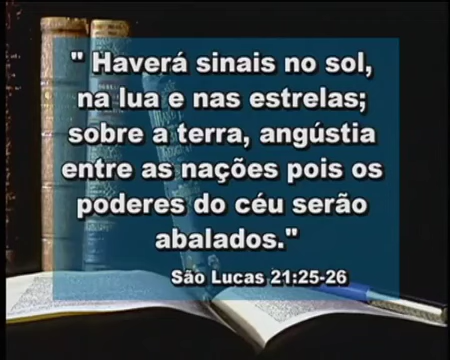 " Haverá sinais no sol,
na lua e nas estrelas;
sobre a terra, angústia
entre as nações pois os
poderes do céu serão
abalados."
São Lucas 21:25-26